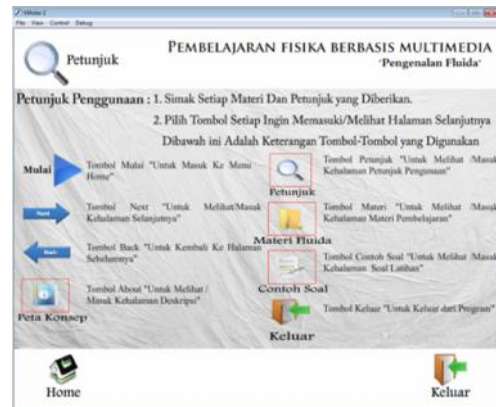 SMaker 2
File View Control Debug
Petunjuk
PEMBELAJARAN FISIKA BERBASIS MULTIMEDIA
"Pengenalan Fluida"
Petunjuk Penggunaan : 1. Simak Setiap Materi Dan Petunjuk yang Diberikan.
2. Pilih Tombol Setiap Ingin Memasuki/Melihat Halaman Selanjutnya
Dibawah ini Adalah Keterangan Tombol-Tombol yang Digunakan
Mulai
Tombol Mulai "Untuk Masuk Ke Menu
Home"
Next
Tombol Next "Untuk Melihat/Masuk
Kehalaman Selanjutnya"
Back
Tombol Back "Untuk Kembali Ke Halaman
Sebelumnya"
Tombol About "Untuk Melihat /
Masuk Kehalaman Deskripsi"
Peta Konsep
Tombol Petunjuk "Untuk Melihat /Masuk
Kehalaman Petunjuk Pengunaan"
Petunjuk
Tombol Materi "Untuk Melihat /Masuk
Kehalaman Materi Pembelajaran"
Materi Fluida
Tombol Contoh Soal "Untuk Melihat /Masuk
Kehalaman Soal Latihan"
Contoh Soal
Tombol Keluar "Untuk Keluar dari Program"
Keluar
Home
Keluar